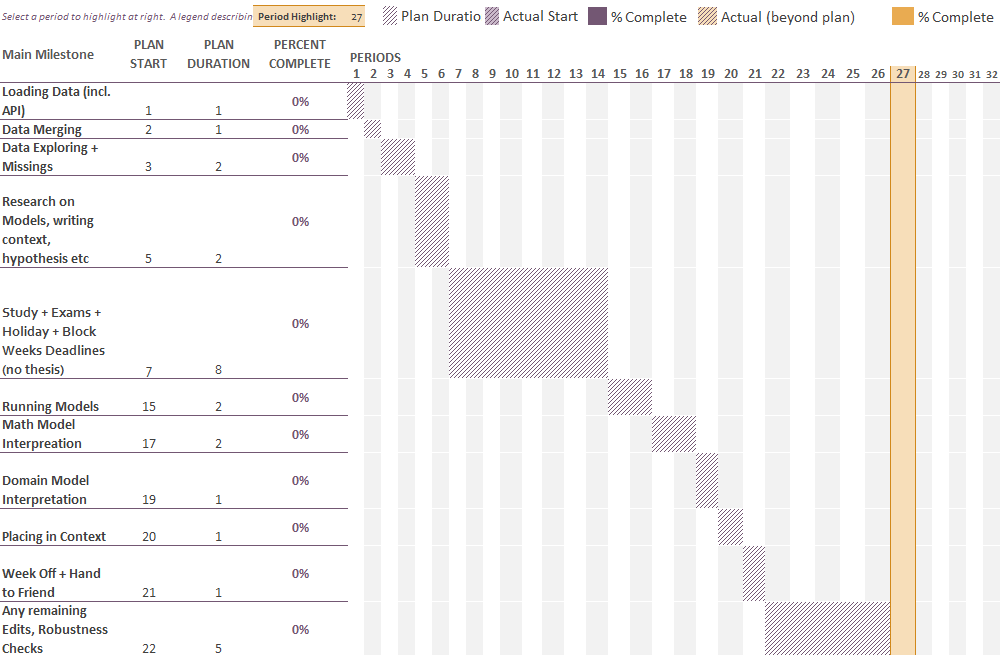 Select a period to highlight at right.  A legend describin
Period Highlight: 27
Plan Duratio
Actual Start
% Complete
Actual (beyond plan)
% Complete
Main Milestone
PLAN START
PLAN DURATION
PERCENT COMPLETE
PERIODS
1 2 3 4 5 6 7 8 9 10 11 12 13 14 15 16 17 18 19 20 21 22 23 24 25 26 27 28 29 30 31 32
Loading Data (incl.
API) 1 1 0%
Data Merging 2 1 0%
Data Exploring +
Missings 3 2 0%
Research on
Models, writing
context,
hypothesis etc 5 2 0%
Study + Exams +
Holiday + Block
Weeks Deadlines
(no thesis) 7 8 0%
Running Models 15 2 0%
Math Model
Interpreation 17 2 0%
Domain Model
Interpretation 19 1 0%
Placing in Context 20 1 0%
Week Off + Hand
to Friend 21 1 0%
Any remaining
Edits, Robustness
Checks 22 5 0%